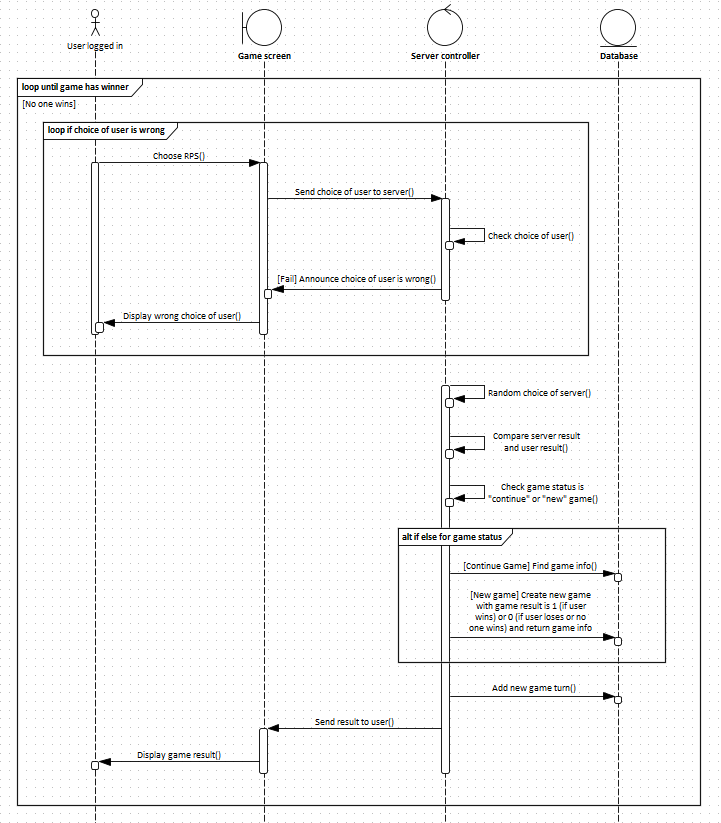 User logged in
Game screen
Server controller
Database
loop until game has winner
[No one wins]
loop if choice of user is wrong
Choose RPS()
Send choice of user to server()
Check choice of user()
[Fail] Announce choice of user is wrong()
Display wrong choice of user()
Random choice of server()
Compare server result
and user result()
Check game status is
"continue" or "new" game()
alt if else for game status
[Continue Game] Find game info()
[New game] Create new game
with game result is 1 (if user
wins) or 0 (if user loses or no
one wins) and return game info
Add new game turn()
Send result to user()
Display game result()